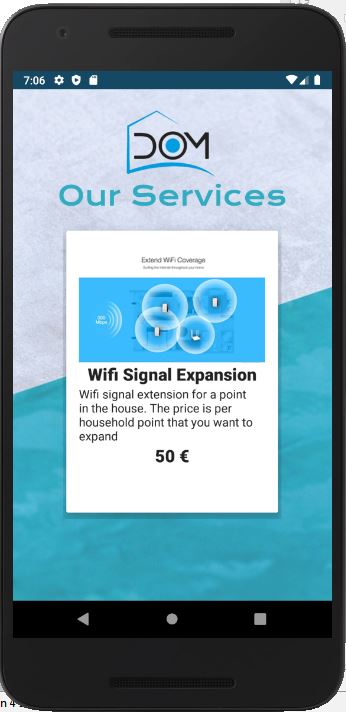 7:06
DOM
Our Services
Extend WiFi Coverage
300
Mbps
Wifi Signal Expansion
Wifi signal extension for a point
in the house. The price is per
household point that you want to
expand
50 €
n 4